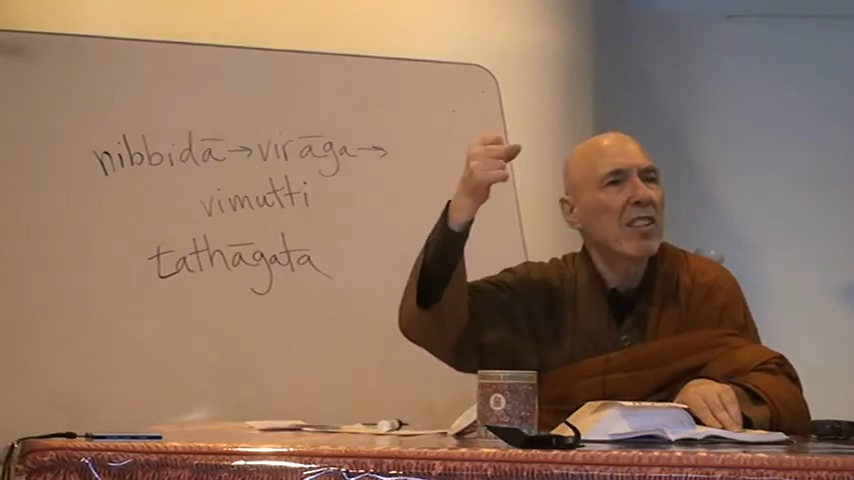 nibbidā → virāga →
vimutti
tathāgata